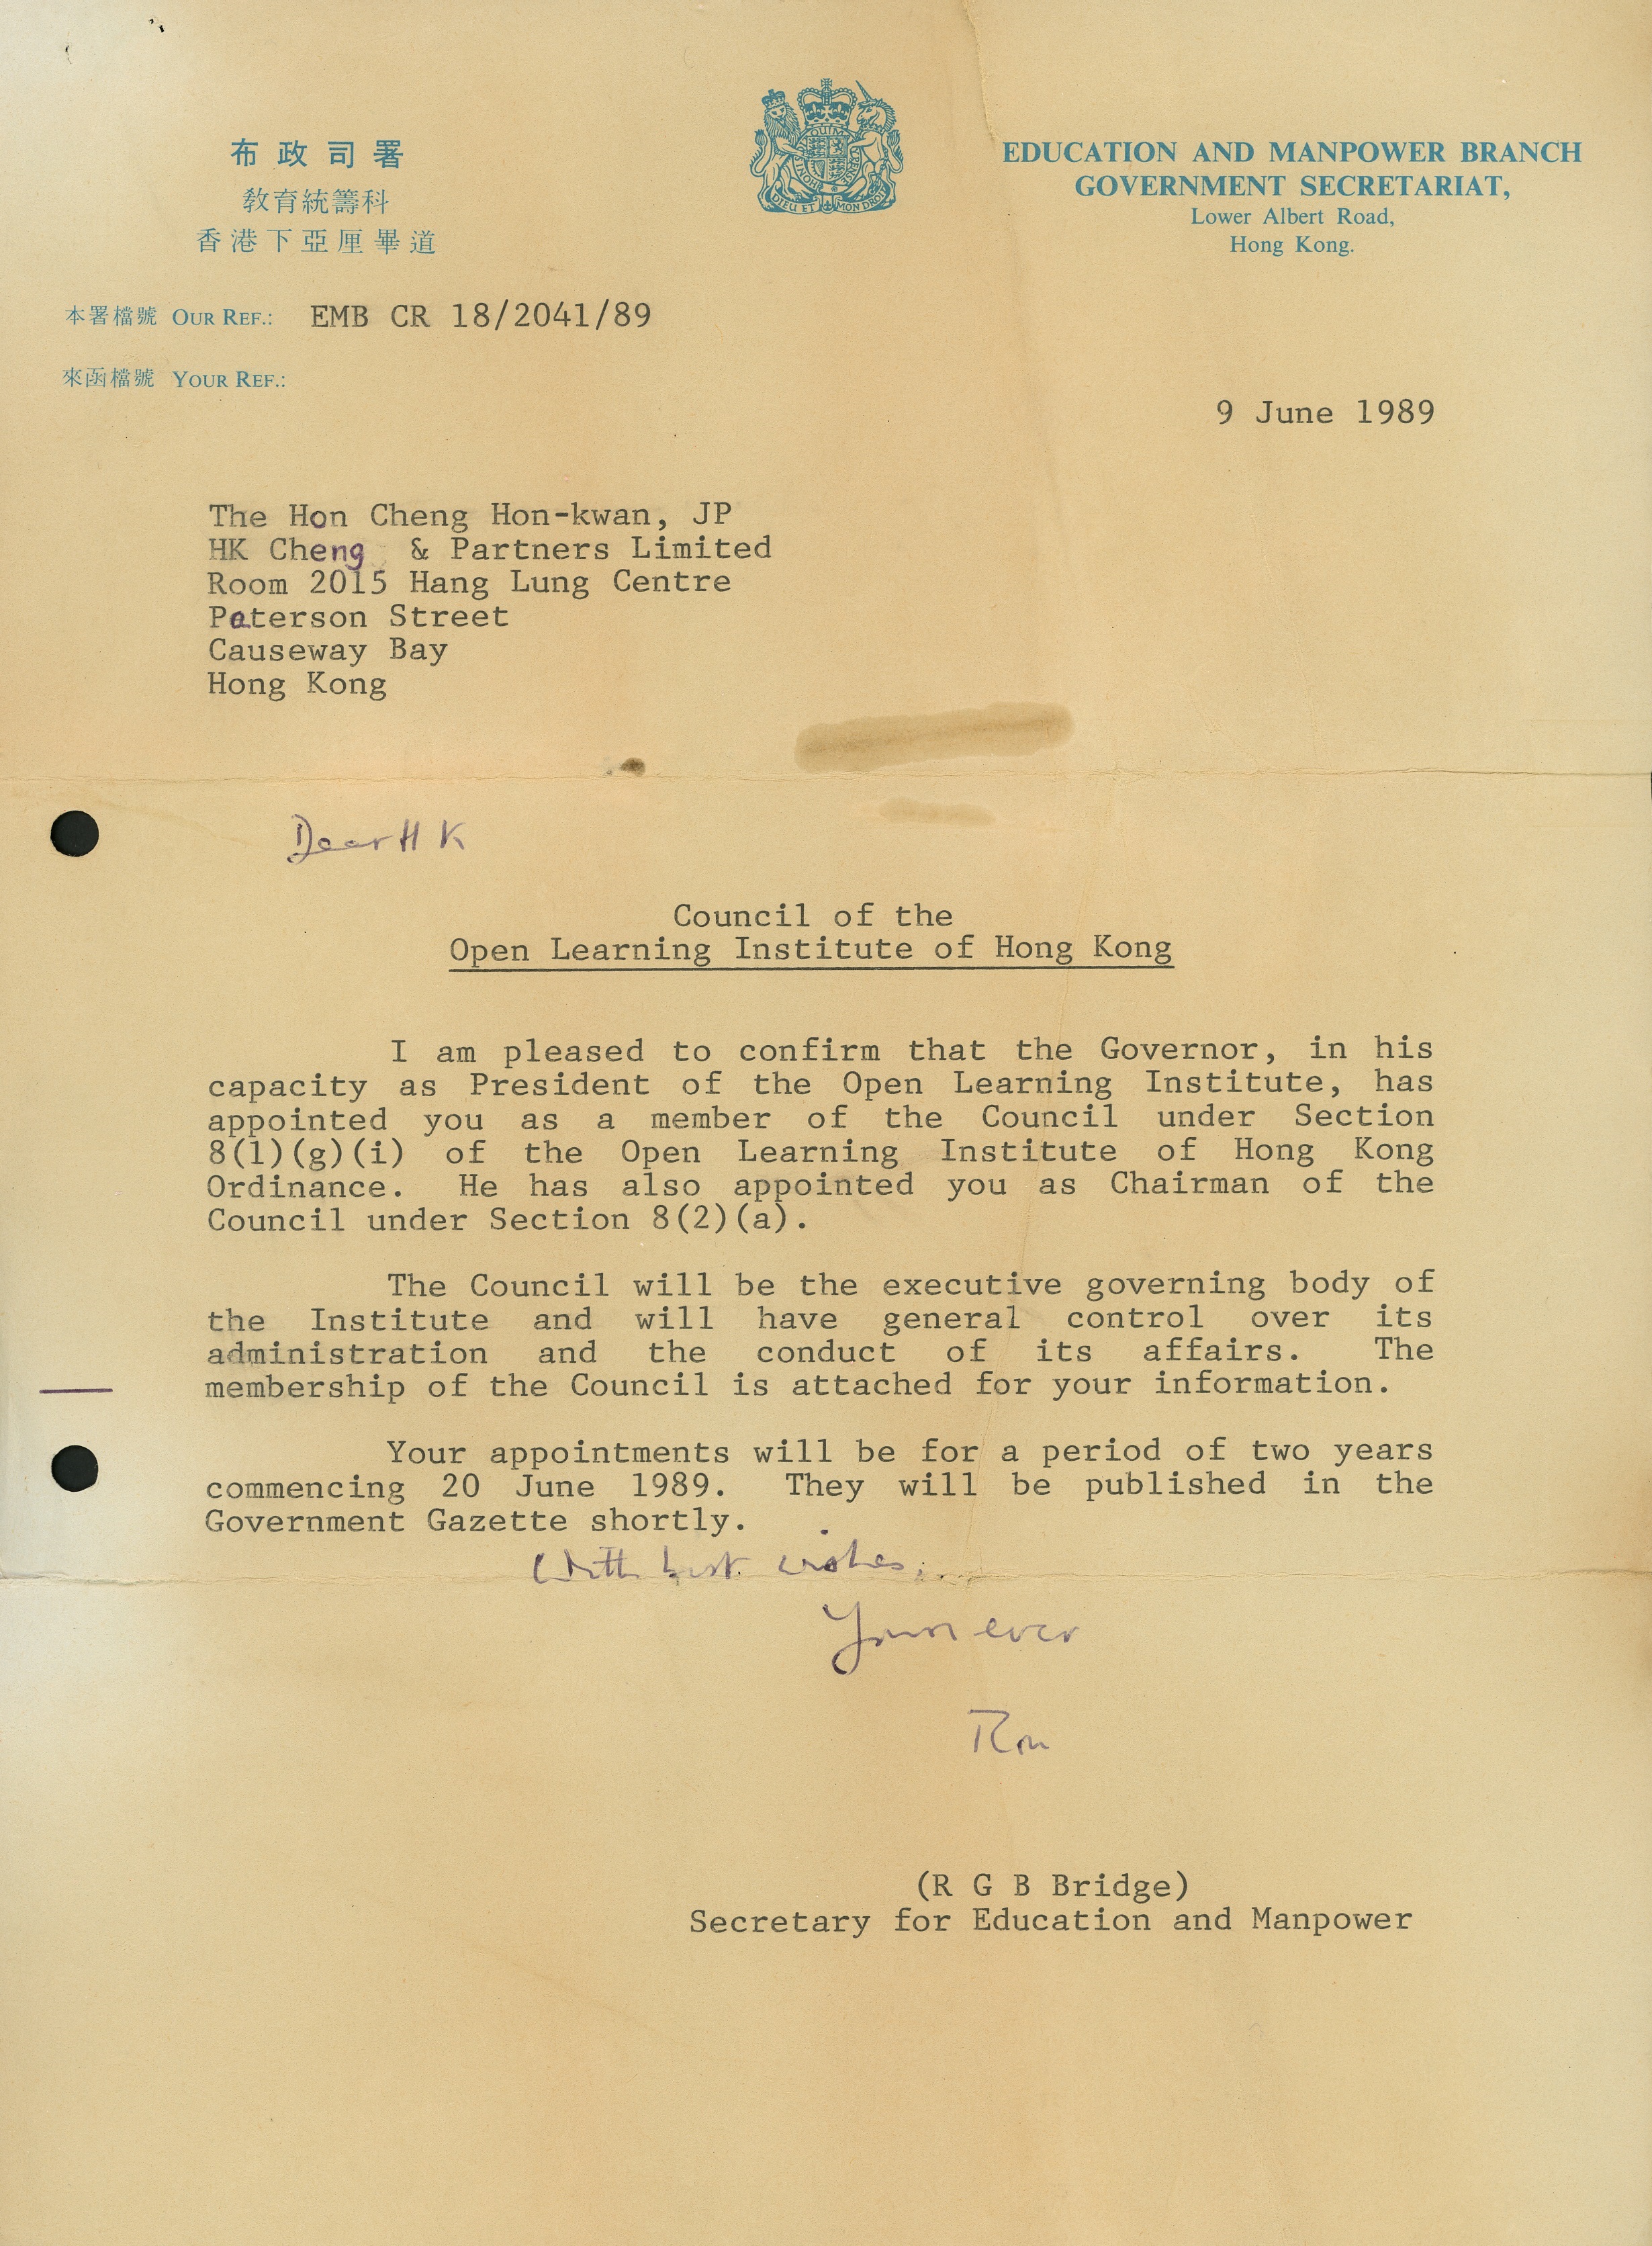 布政司署
教育統籌科
香港下亞厘畢道
EDUCATION AND MANPOWER BRANCH
GOVERNMENT SECRETARIAT,
Lower Albert Road,
Hong Kong.
本署檔號 OUR REF.: EMB CR 18/2041/89
來函檔號 YOUR REF.:
9 June 1989
The Hon Cheng Hon-kwan, JP
HK Cheng & Partners Limited
Room 2015 Hang Lung Centre
Paterson Street
Causeway Bay
Hong Kong
Dear H K
Council of the
Open Learning Institute of Hong Kong
I am pleased to confirm that the Governor, in his
capacity as President of the Open Learning Institute, has
appointed you as a member of the Council under Section
8(1)(g)(i) of the Open Learning Institute of Hong Kong
Ordinance. He has also appointed you as Chairman of the
Council under Section 8(2)(a).
The Council will be the executive governing body of
the Institute and will have general control over its
administration and the conduct of its affairs. The
membership of the Council is attached for your information.
Your appointments will be for a period of two years
commencing 20 June 1989. They will be published in the
Government Gazette shortly.
With best wishes,
Yours ever
Ron
(R G B Bridge)
Secretary for Education and Manpower